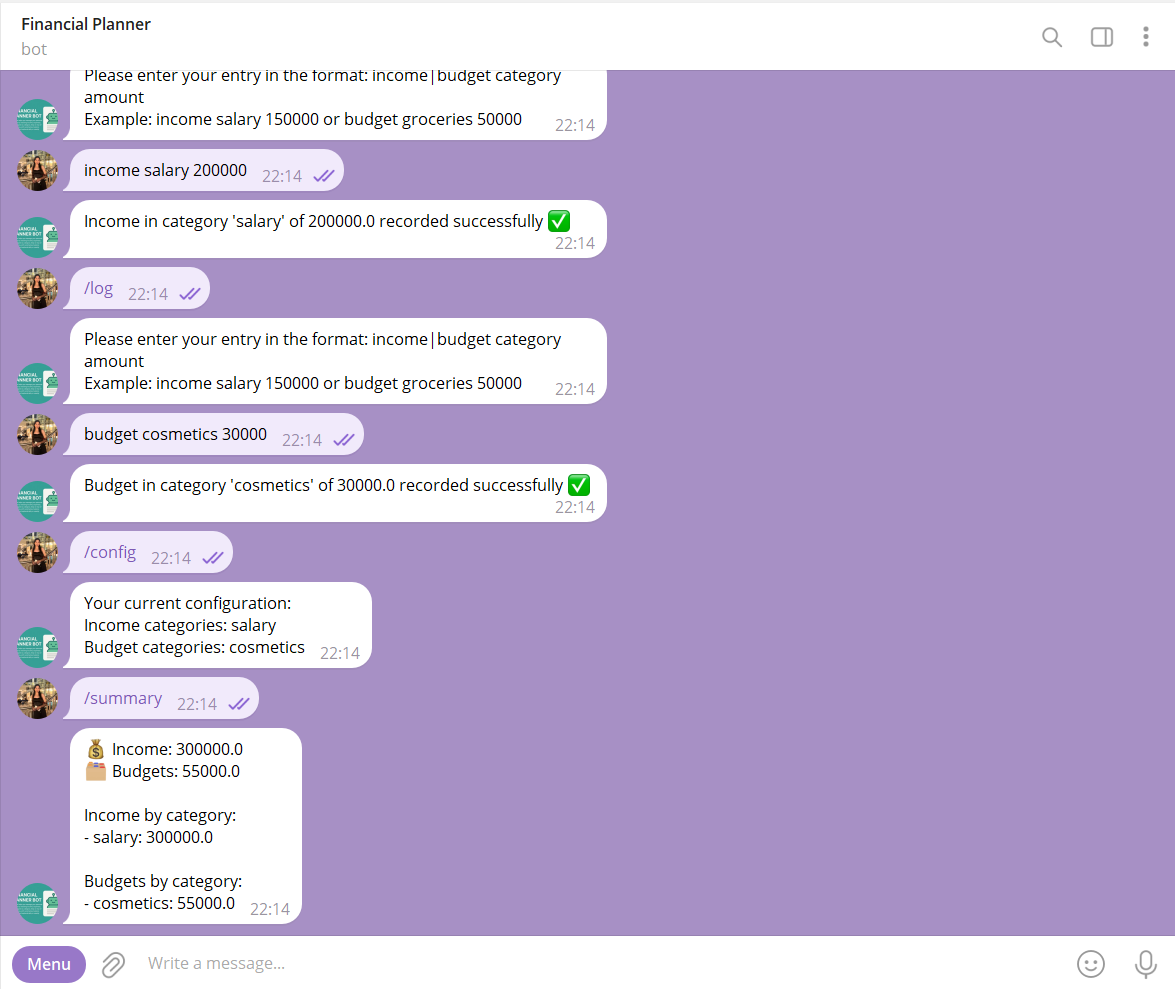 Financial Planner
bot
Please enter your entry in the format: income|budget category
amount
Example: income salary 150000 or budget groceries 50000 22:14
income salary 200000 22:14
Income in category 'salary' of 200000.0 recorded successfully ✅
22:14
/log 22:14
Please enter your entry in the format: income|budget category
amount
Example: income salary 150000 or budget groceries 50000 22:14
budget cosmetics 30000 22:14
Budget in category 'cosmetics' of 30000.0 recorded successfully ✅
22:14
/config 22:14
Your current configuration:
Income categories: salary
Budget categories: cosmetics 22:14
/summary 22:14
💰 Income: 300000.0
🗂️ Budgets: 55000.0
Income by category:
- salary: 300000.0
Budgets by category:
- cosmetics: 55000.0 22:14
Menu
Write a message...